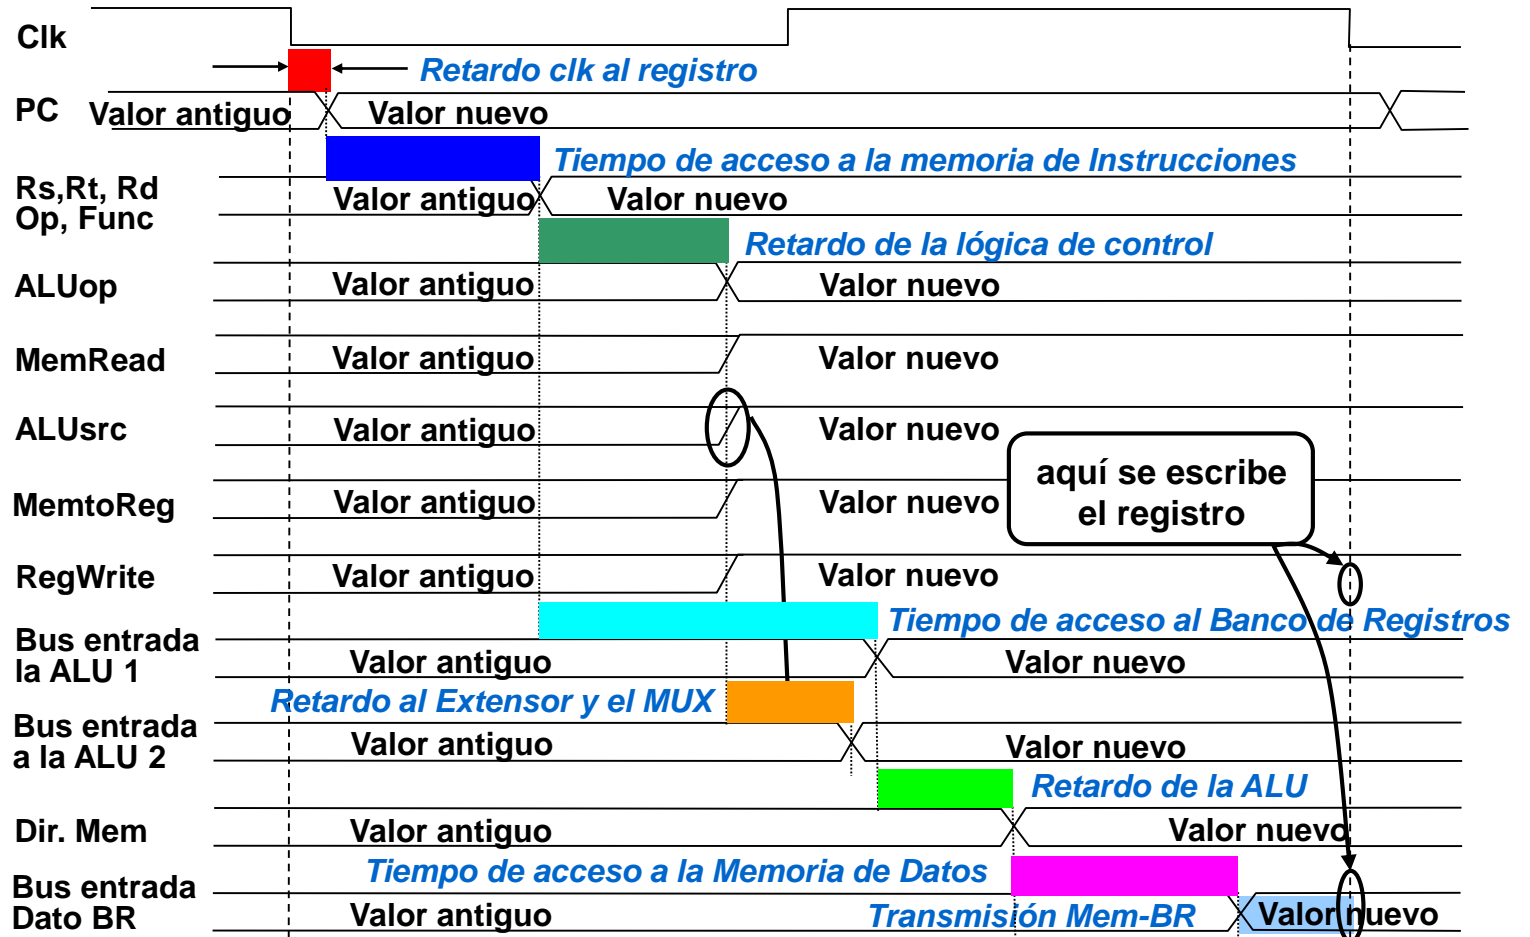 Clk
Retardo clk al registro
PC Valor antiguo Valor nuevo
Tiempo de acceso a la memoria de Instrucciones
Rs,Rt, Rd
Op, Func
Valor antiguo Valor nuevo
Retardo de la lógica de control
ALUop Valor antiguo Valor nuevo
MemRead Valor antiguo Valor nuevo
ALUsrc Valor antiguo Valor nuevo
aquí se escribe
el registro
MemtoReg Valor antiguo Valor nuevo
RegWrite Valor antiguo Valor nuevo
Tiempo de acceso al Banco de Registros
Bus entrada
la ALU 1
Valor antiguo Valor nuevo
Retardo al Extensor y el MUX
Bus entrada
a la ALU 2
Valor antiguo Valor nuevo
Retardo de la ALU
Dir. Mem Valor antiguo Valor nuevo
Tiempo de acceso a la Memoria de Datos
Bus entrada
Dato BR
Valor antiguo Transmisión Mem-BR Valor nuevo